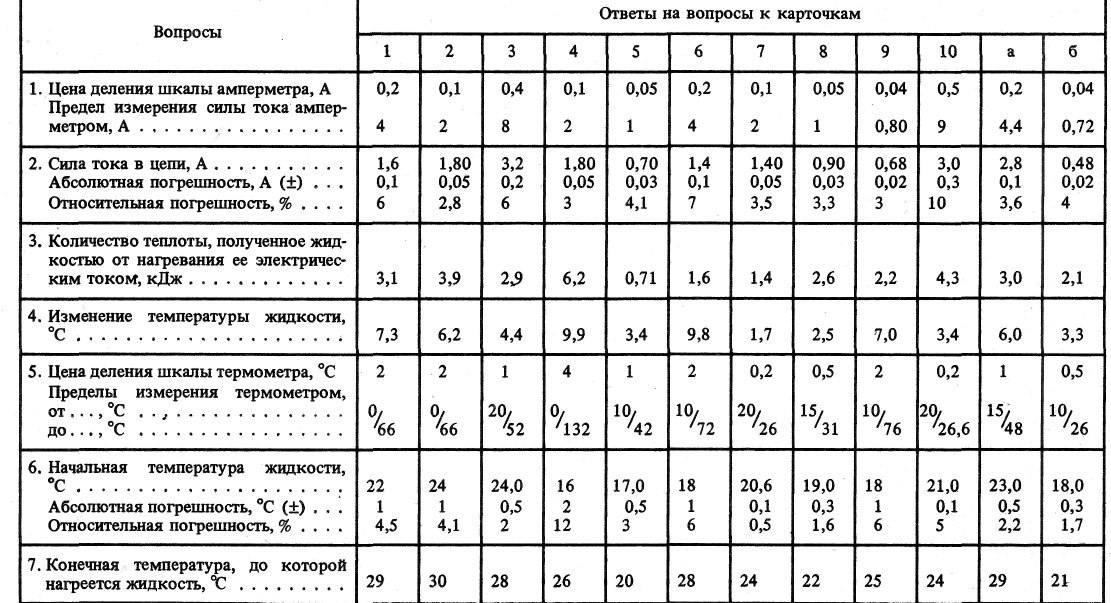 Вопросы
Ответы на вопросы к карточкам
1 2 3 4 5 6 7 8 9 10 а б
1. Цена деления шкалы амперметра, А 0,2 0,1 0,4 0,1 0,05 0,2 0,1 0,05 0,04 0,5 0,2 0,04
Предел измерения силы тока ампер-
метром, А . . . . . . . . . . . . . . . . . . 4 2 8 2 1 4 2 1 0,80 9 4,4 0,72
2. Сила тока в цепи, А . . . . . . . . . . . . 1,6 1,80 3,2 1,80 0,70 1,4 1,40 0,90 0,68 3,0 2,8 0,48
Абсолютная погрешность, А (±) . . . 0,1 0,05 0,2 0,05 0,03 0,1 0,05 0,03 0,02 0,3 0,1 0,02
Относительная погрешность, % . . . . 6 2,8 6 3 4,1 7 3,5 3,3 3 10 3,6 4
3. Количество теплоты, полученное жид-
костью от нагревания ее электричес-
ким током, кДж . . . . . . . . . . . . . . 3,1 3,9 2,9 6,2 0,71 1,6 1,4 2,6 2,2 4,3 3,0 2,1
4. Изменение температуры жидкости,
°С . . . . . . . . . . . . . . . . . . . . . . . 7,3 6,2 4,4 9,9 3,4 9,8 1,7 2,5 7,0 3,4 6,0 3,3
5. Цена деления шкалы термометра, °С 2 2 1 4 1 2 0,2 0,5 2 0,2 1 0,5
Пределы измерения термометром,
от . . . , °С . . . . . . . . . . . . . . . . . . 0/ 0/ 20/ 0/ 10/ 10/ 20/ 15/ 10/ 20/ 15/ 10/
до . . . , °С . . . . . . . . . . . . . . . . . . 66 66 52 132 42 72 26 31 76 26,6 48 26
6. Начальная температура жидкости,
°С . . . . . . . . . . . . . . . . . . . . . . . 22 24 24,0 16 17,0 18 20,6 19,0 18 21,0 23,0 18,0
Абсолютная погрешность, °С (±) . . . 1 1 0,5 2 0,5 1 0,1 0,3 1 0,1 0,5 0,3
Относительная погрешность, % . . . . 4,5 4,1 2 12 3 6 0,5 1,6 6 5 2,2 1,7
7. Конечная температура, до которой
нагреется жидкость, °С . . . . . . . . . 29 30 28 26 20 28 24 22 25 24 29 21